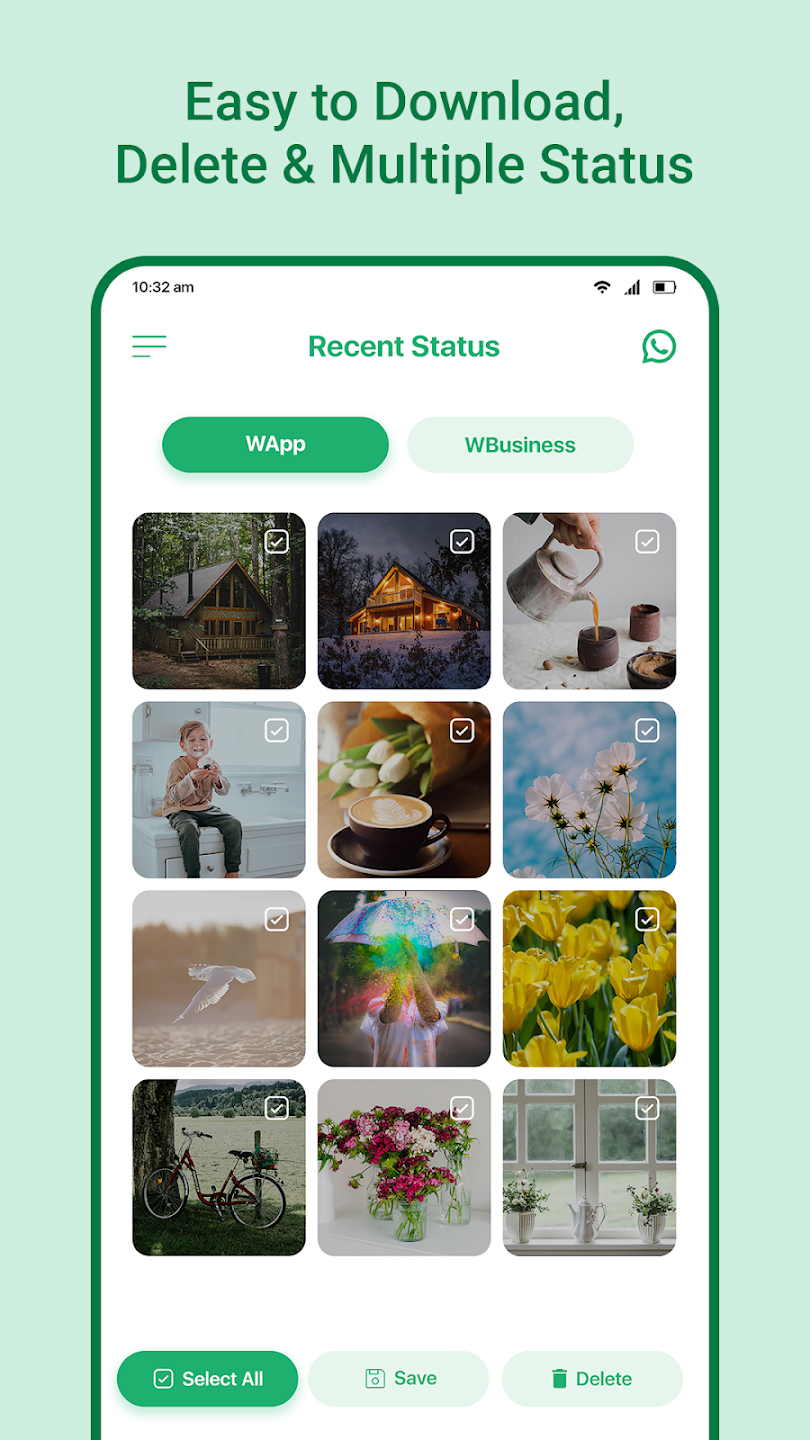 Easy to Download,
Delete & Multiple Status
10:32 am
Recent Status
WApp
WBusiness
Select All
Save
Delete